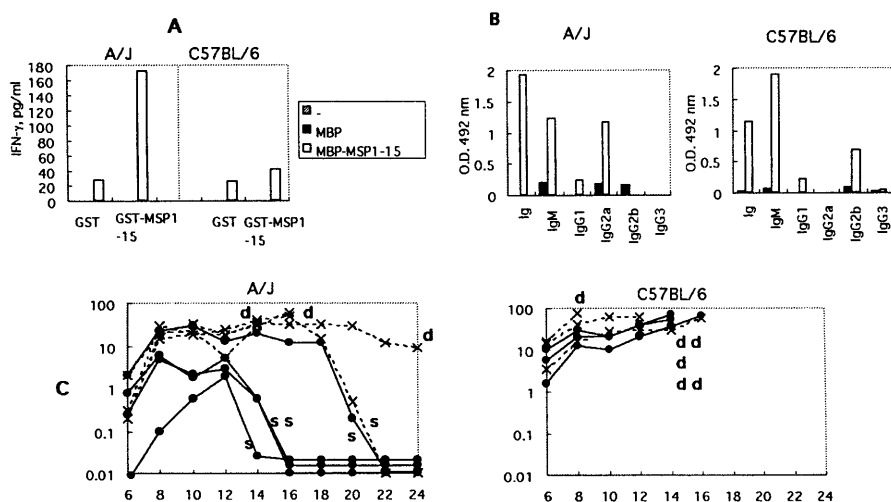 A
A/J
C57BL/6
IFN-γ, pg/ml
180
160
140
120
100
80
60
40
20
0
GST
GST-MSP1
-15
GST
GST-MSP1
-15
-
MBP
MBP-MSP1-15
B
A/J
O.D. 492 nm
2
1.5
1
0.5
0
Ig
IgM
IgG1
IgG2a
IgG2b
IgG3
C57BL/6
O.D. 492 nm
2
1.5
1
0.5
0
Ig
IgM
IgG1
IgG2a
IgG2b
IgG3
C
A/J
100
10
1
0.1
0.01
d
d
d
s
s s
s
s
6 8 10 12 14 16 18 20 22 24
C57BL/6
100
10
1
0.1
0.01
d
d d
d
d d
6 8 10 12 14 16 18 20 22 24